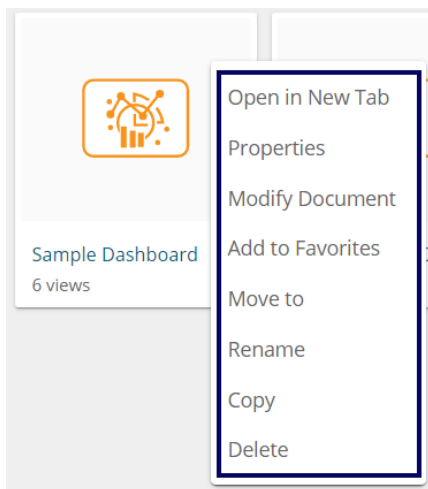 Open in New Tab
Properties
Modify Document
Add to Favorites
Move to
Rename
Copy
Delete
Sample Dashboard
6 views